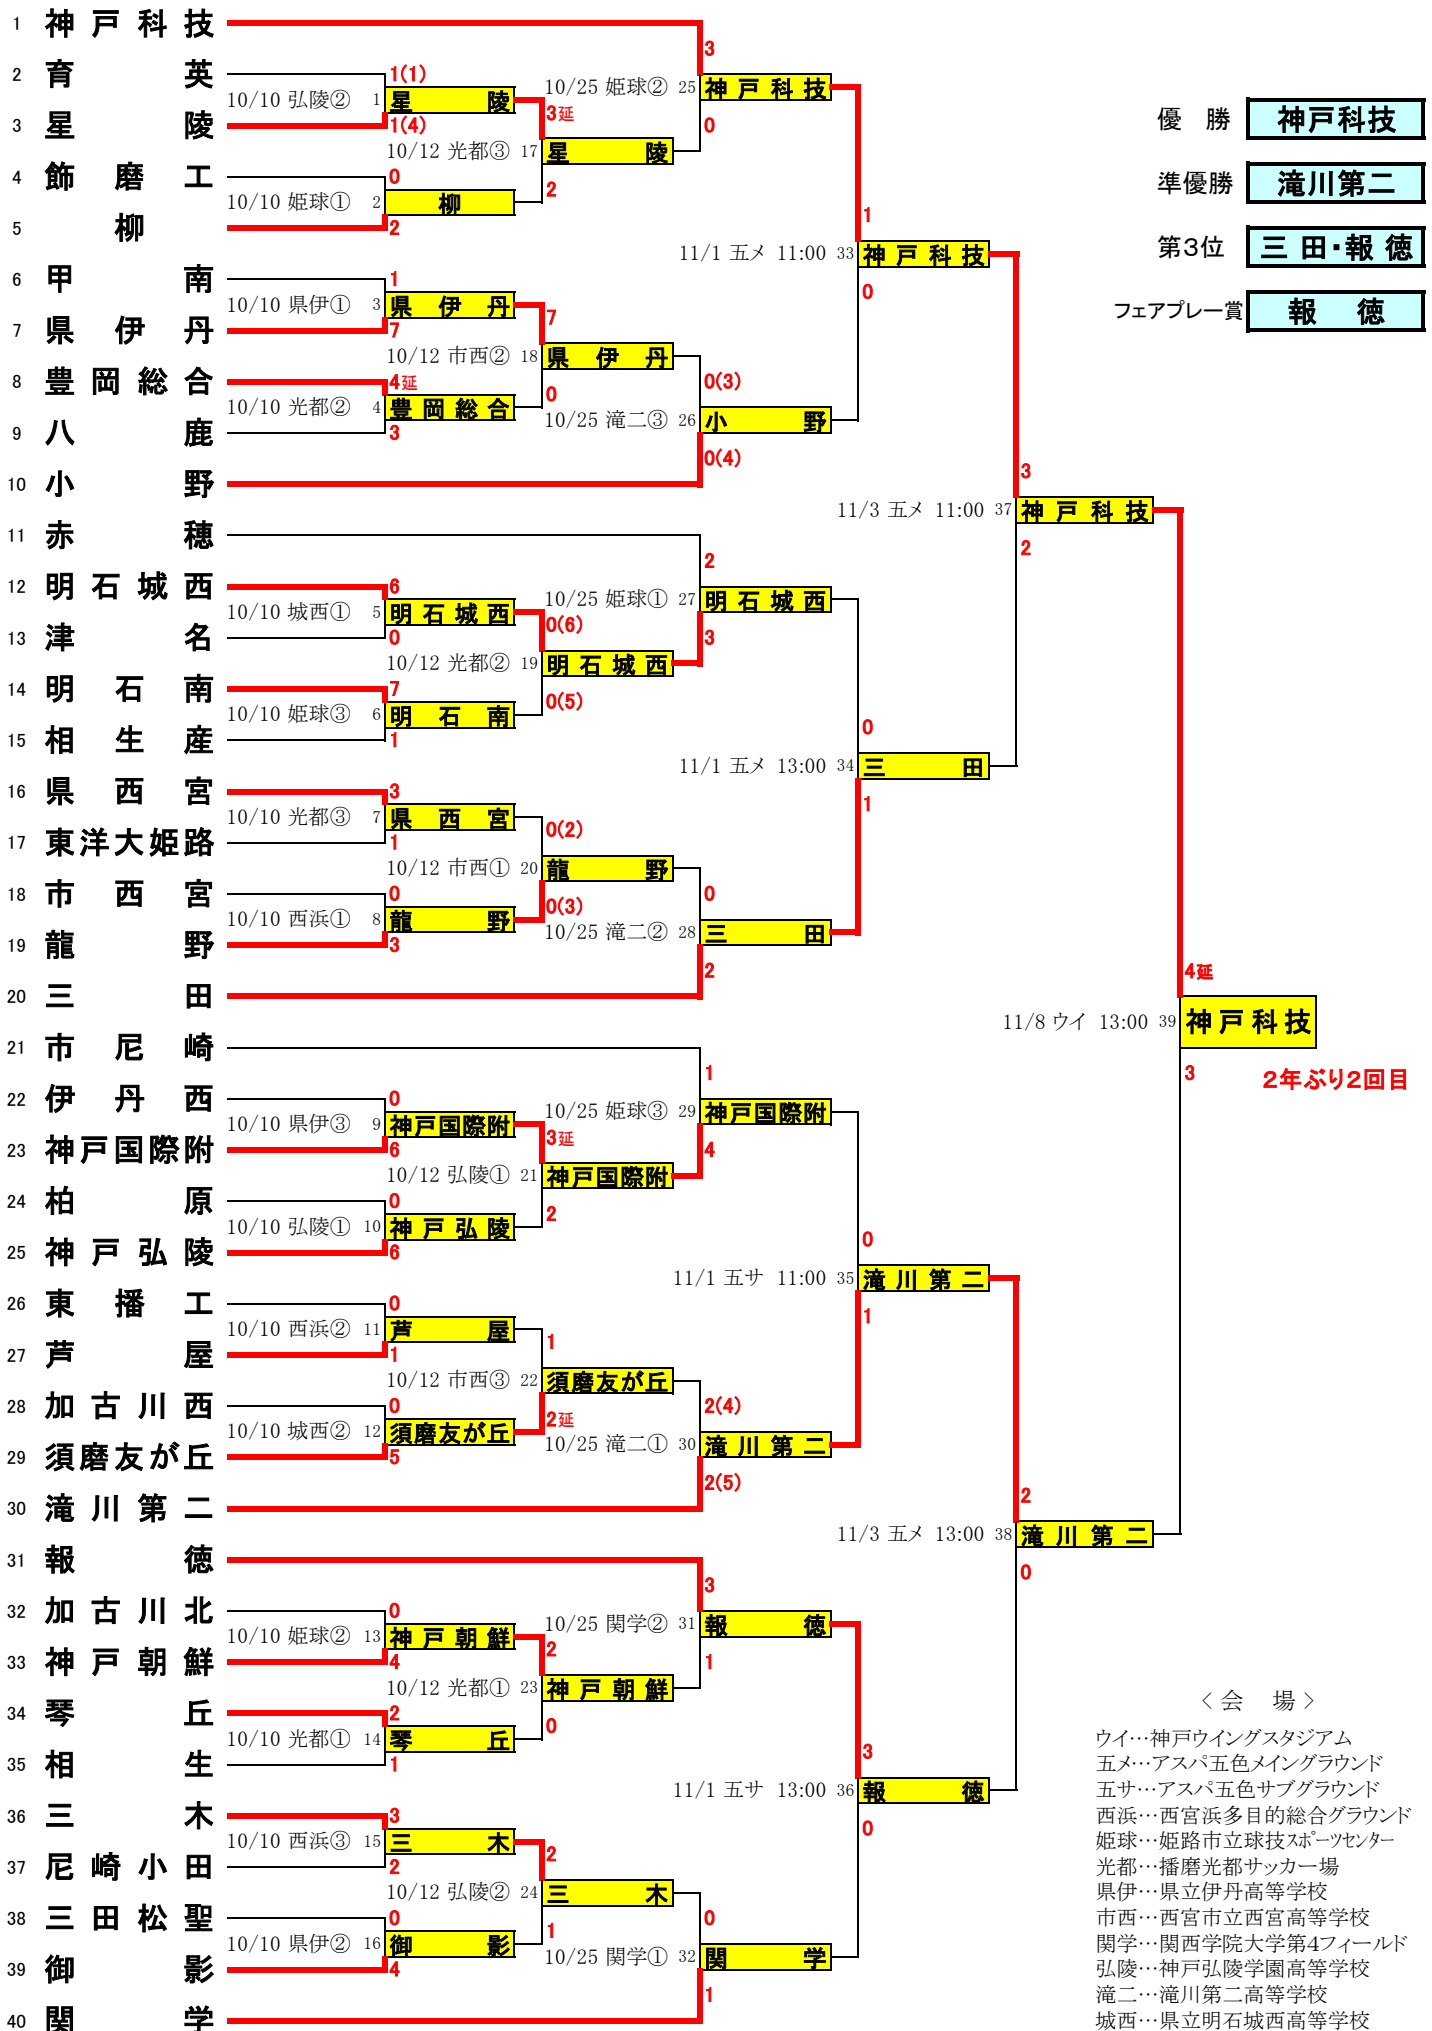 1 神戸科技
2 育英
3 星陵
4 飾磨工
5 柳
6 甲南
7 県伊丹
8 豊岡総合
9 八鹿
10 小野
11 赤穂
12 明石城西
13 津名
14 明石南
15 相生産
16 県西宮
17 東洋大姫路
18 市西宮
19 龍野
20 三田
21 市尼崎
22 伊丹西
23 神戸国際附
24 柏原
25 神戸弘陵
26 東播工
27 芦屋
28 加古川西
29 須磨友が丘
30 滝川第二
31 報徳
32 加古川北
33 神戸朝鮮
34 琴丘
35 相生
36 三木
37 尼崎小田
38 三田松聖
39 御影
40 関学
1(1)
10/10 弘陵② 1 星陵
1(4)
0
10/10 姫球① 2 柳
2
1
10/10 県伊① 3 県伊丹
7
4延
10/10 光都② 4 豊岡総合
3
6
10/10 城西① 5 明石城西
0
7
10/10 姫球③ 6 明石南
1
3
10/10 光都③ 7 県西宮
1
0
10/10 西浜① 8 龍野
3
0
10/10 県伊③ 9 神戸国際附
6
0
10/10 弘陵① 10 神戸弘陵
6
0
10/10 西浜② 11 芦屋
1
0
10/10 城西② 12 須磨友が丘
5
0
10/10 姫球② 13 神戸朝鮮
4
2
10/10 光都① 14 琴丘
1
3
10/10 西浜③ 15 三木
2
0
10/10 県伊② 16 御影
4
3延
10/12 光都③ 17 星陵
2
7
10/12 市西② 18 県伊丹
0
0(6)
10/12 光都② 19 明石城西
0(5)
0(2)
10/12 市西① 20 龍野
0(3)
3延
10/12 弘陵① 21 神戸国際附
2
1
10/12 市西③ 22 須磨友が丘
2延
2
10/12 光都① 23 神戸朝鮮
0
2
10/12 弘陵② 24 三木
1
3
10/25 姫球② 25 神戸科技
0
0(3)
10/25 滝二③ 26 小野
0(4)
2
10/25 姫球① 27 明石城西
3
0
10/25 滝二② 28 三田
2
1
10/25 姫球③ 29 神戸国際附
4
2(4)
10/25 滝二① 30 滝川第二
2(5)
3
10/25 関学② 31 報徳
1
0
10/25 関学① 32 関学
1
1
11/1 五メ 11:00 33 神戸科技
0
0
11/1 五メ 13:00 34 三田
1
0
11/1 五サ 11:00 35 滝川第二
1
3
11/1 五サ 13:00 36 報徳
0
3
11/3 五メ 11:00 37 神戸科技
2
2
11/3 五メ 13:00 38 滝川第二
0
4延
11/8 ウイ 13:00 39 神戸科技
3
2年ぶり2回目
優勝 神戸科技
準優勝 滝川第二
第3位 三田・報徳
フェアプレー賞 報徳
＜会 場＞
ウイ…神戸ウイングスタジアム
五メ…アスパ五色メイングラウンド
五サ…アスパ五色サブグラウンド
西浜…西宮浜多目的総合グラウンド
姫球…姫路市立球技スポーツセンター
光都…播磨光都サッカー場
県伊…県立伊丹高等学校
市西…西宮市立西宮高等学校
関学…関西学院大学第4フィールド
弘陵…神戸弘陵学園高等学校
滝二…滝川第二高等学校
城西…県立明石城西高等学校